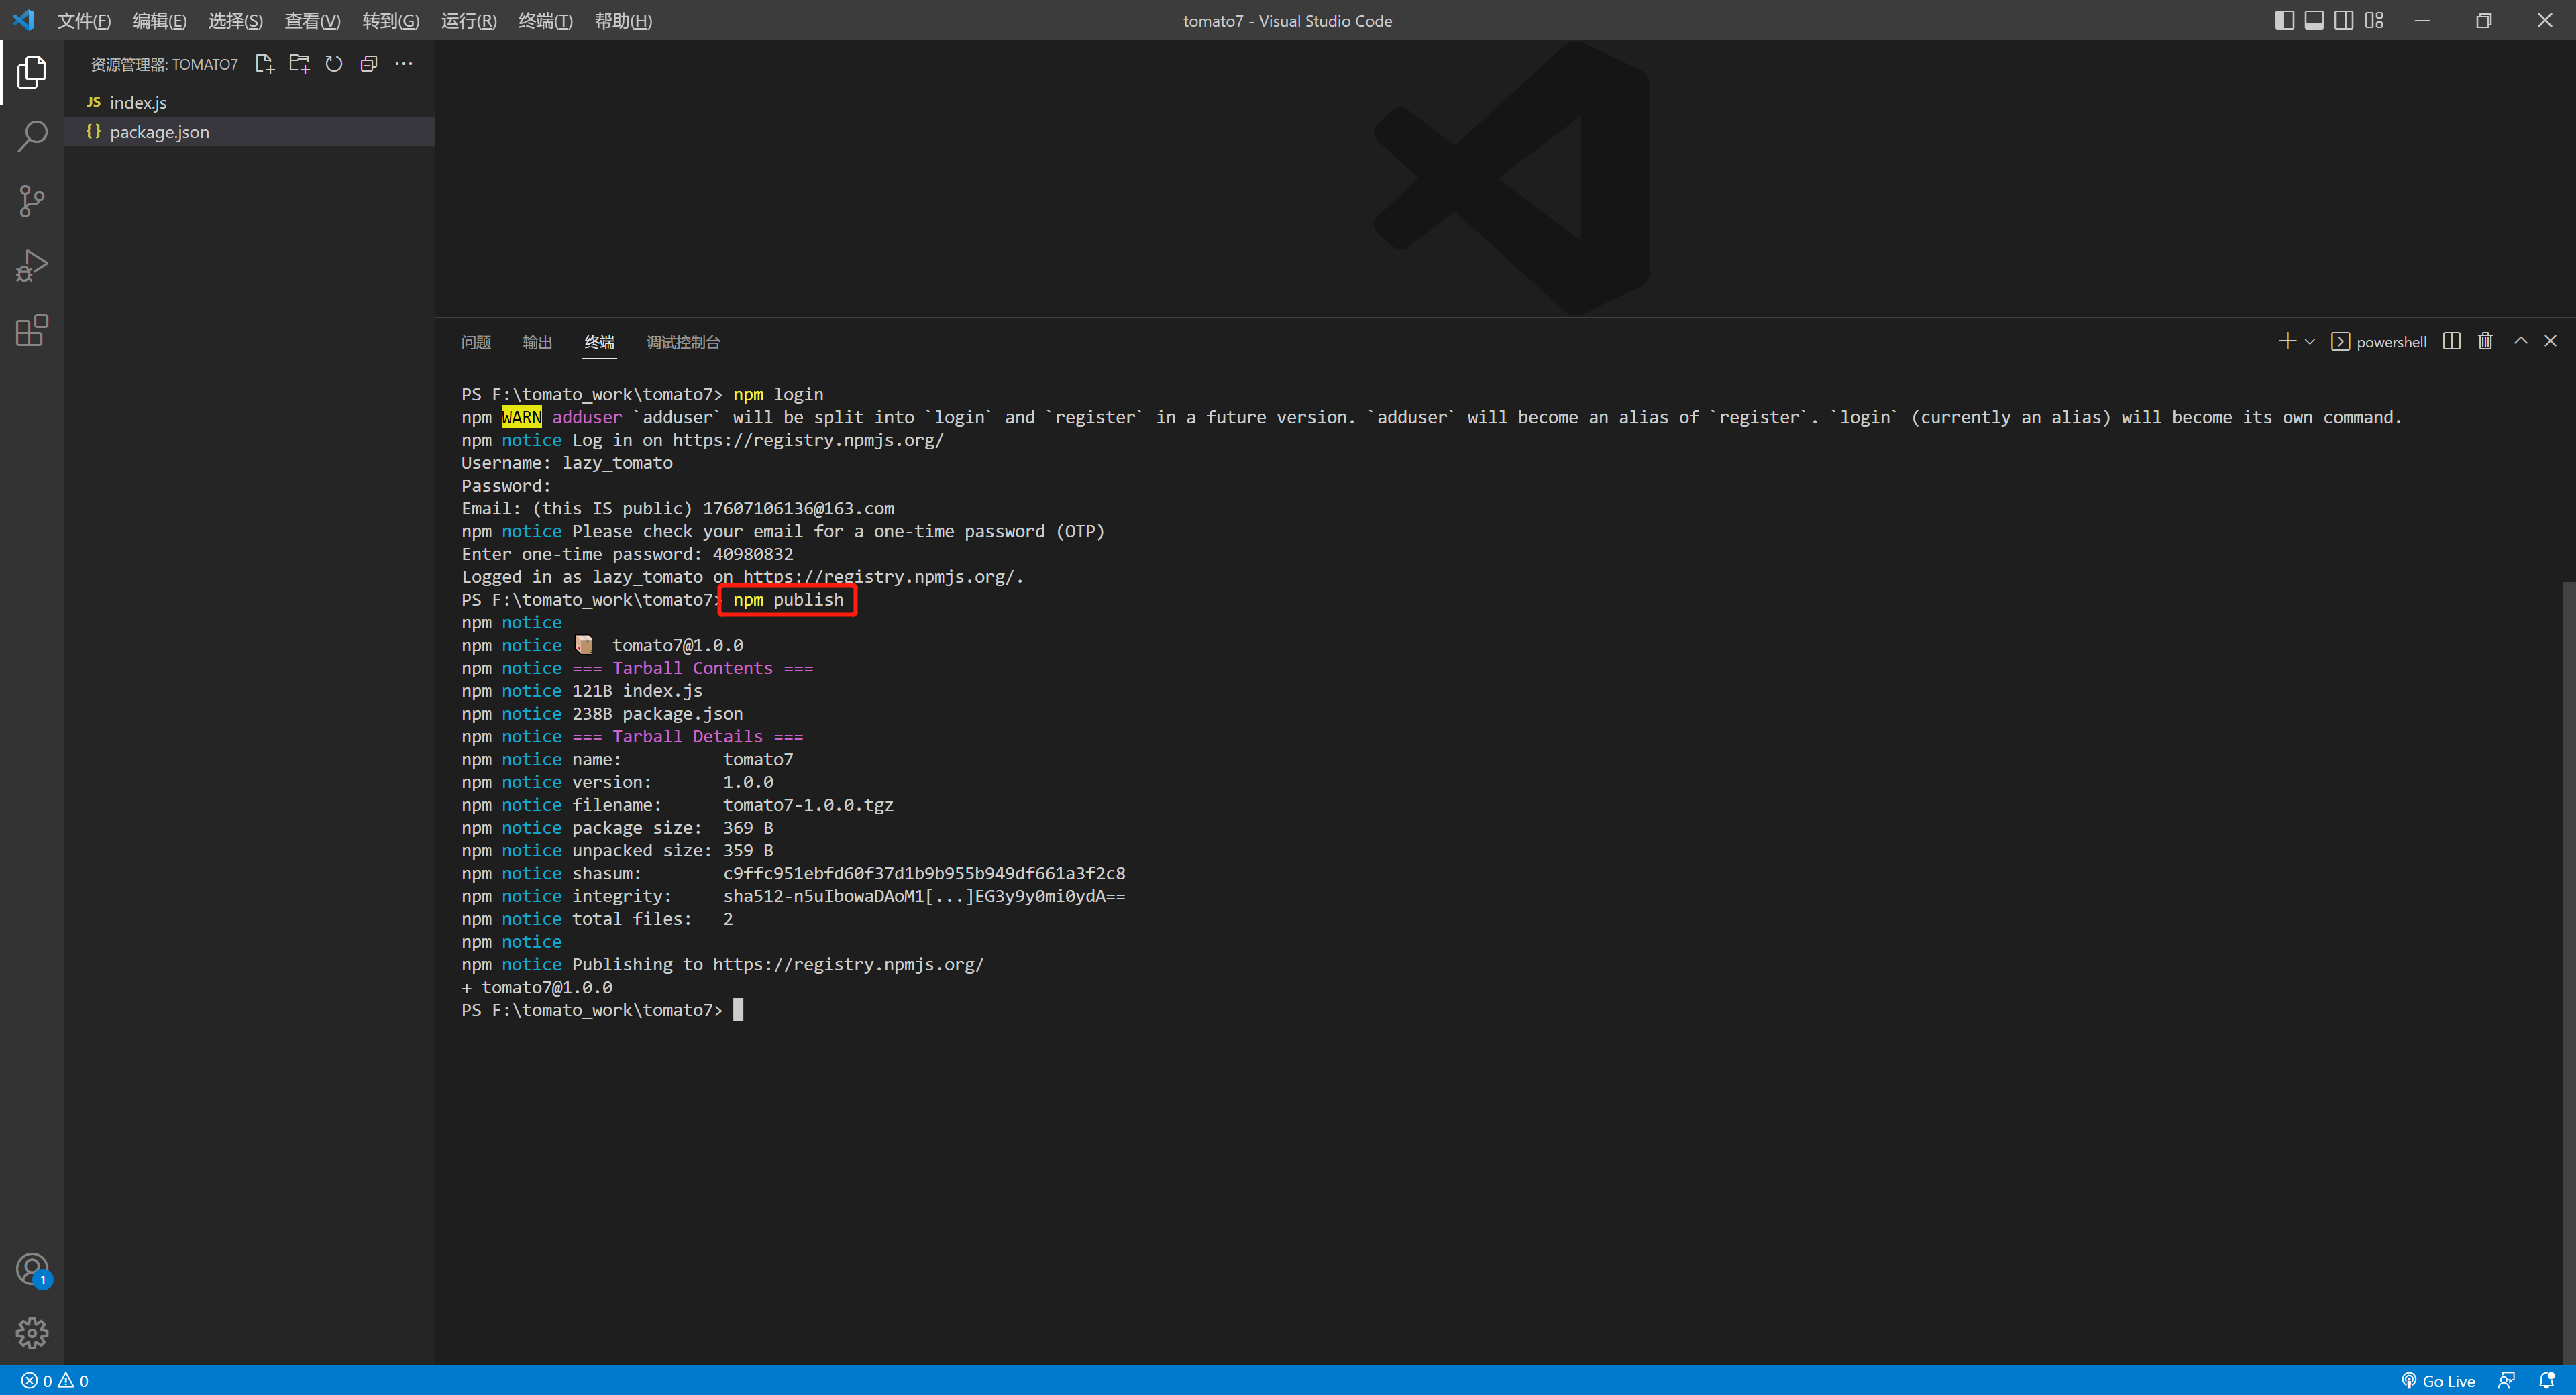 文件(F) 编辑(E) 选择(S) 查看(V) 转到(G) 运行(R) 终端(T) 帮助(H)
tomato7 - Visual Studio Code
资源管理器: TOMATO7
JS index.js
{} package.json
问题 输出 终端 调试控制台
powershell
PS F:\tomato_work\tomato7> npm login
npm WARN adduser `adduser` will be split into `login` and `register` in a future version. `adduser` will become an alias of `register`. `login` (currently an alias) will become its own command.
npm notice Log in on https://registry.npmjs.org/
Username: lazy_tomato
Password:
Email: (this IS public) 17607106136@163.com
npm notice Please check your email for a one-time password (OTP)
Enter one-time password: 40980832
Logged in as lazy_tomato on https://registry.npmjs.org/.
PS F:\tomato_work\tomato7> npm publish
npm notice
npm notice 📦  tomato7@1.0.0
npm notice === Tarball Contents ===
npm notice 121B index.js
npm notice 238B package.json
npm notice === Tarball Details ===
npm notice name:          tomato7
npm notice version:       1.0.0
npm notice filename:      tomato7-1.0.0.tgz
npm notice package size:  369 B
npm notice unpacked size: 359 B
npm notice shasum:        c9ffc951ebfd60f37d1b9b955b949df661a3f2c8
npm notice integrity:     sha512-n5uIbowaDAoM1[...]EG3y9y0mi0ydA==
npm notice total files:   2
npm notice
npm notice Publishing to https://registry.npmjs.org/
+ tomato7@1.0.0
PS F:\tomato_work\tomato7>
1
0 0
Go Live